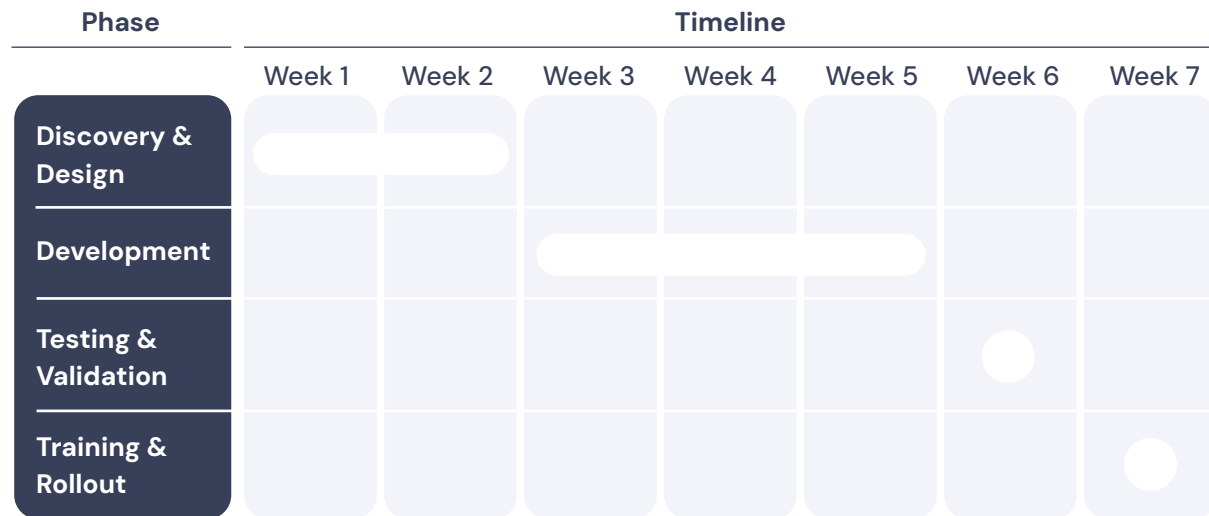 Phase
Timeline
Week 1
Week 2
Week 3
Week 4
Week 5
Week 6
Week 7
Discovery &
Design
Development
Testing &
Validation
Training &
Rollout